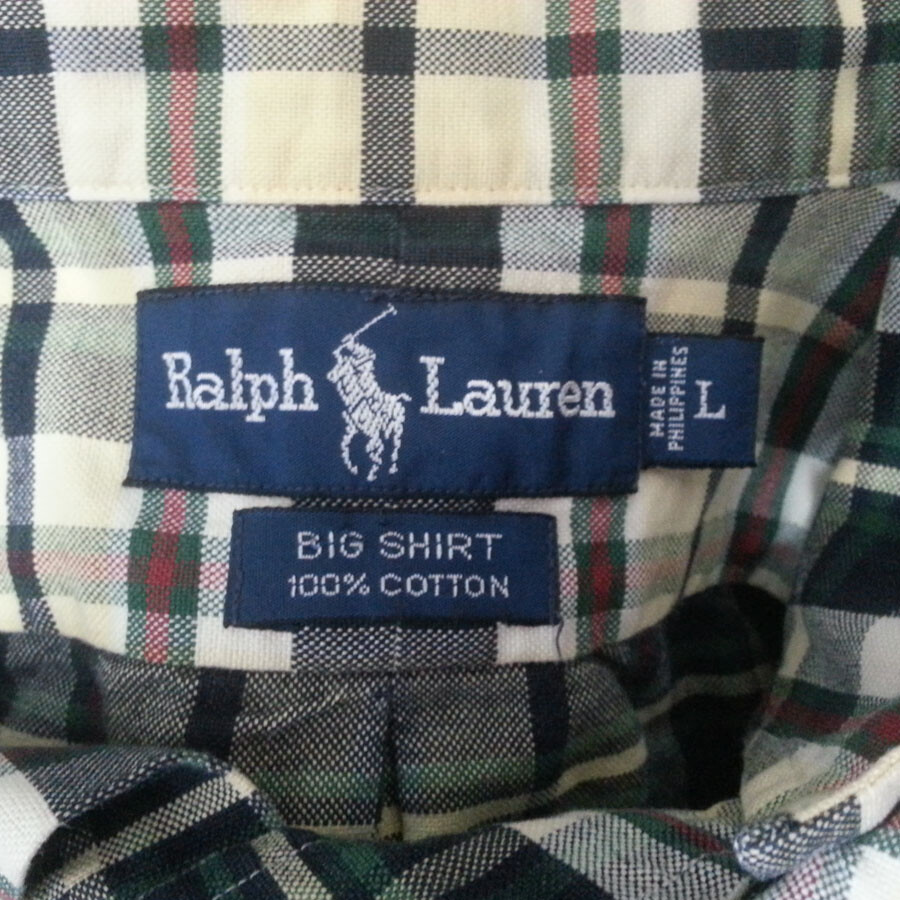 Ralph Lauren
MADE IN
PHILIPPINES
L
BIG SHIRT
100% COTTON